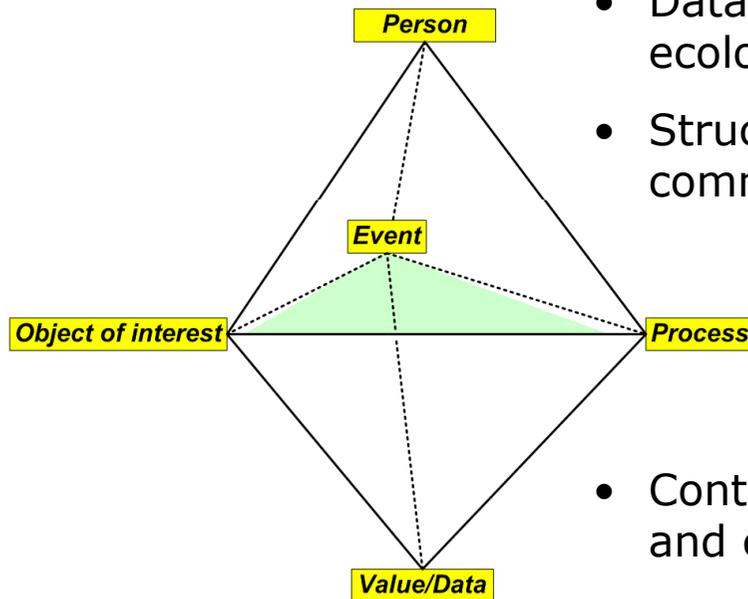 Person
• Data
ecolo
• Struc
comm
Event
Object of interest
Process
• Cont
and
Value/Data